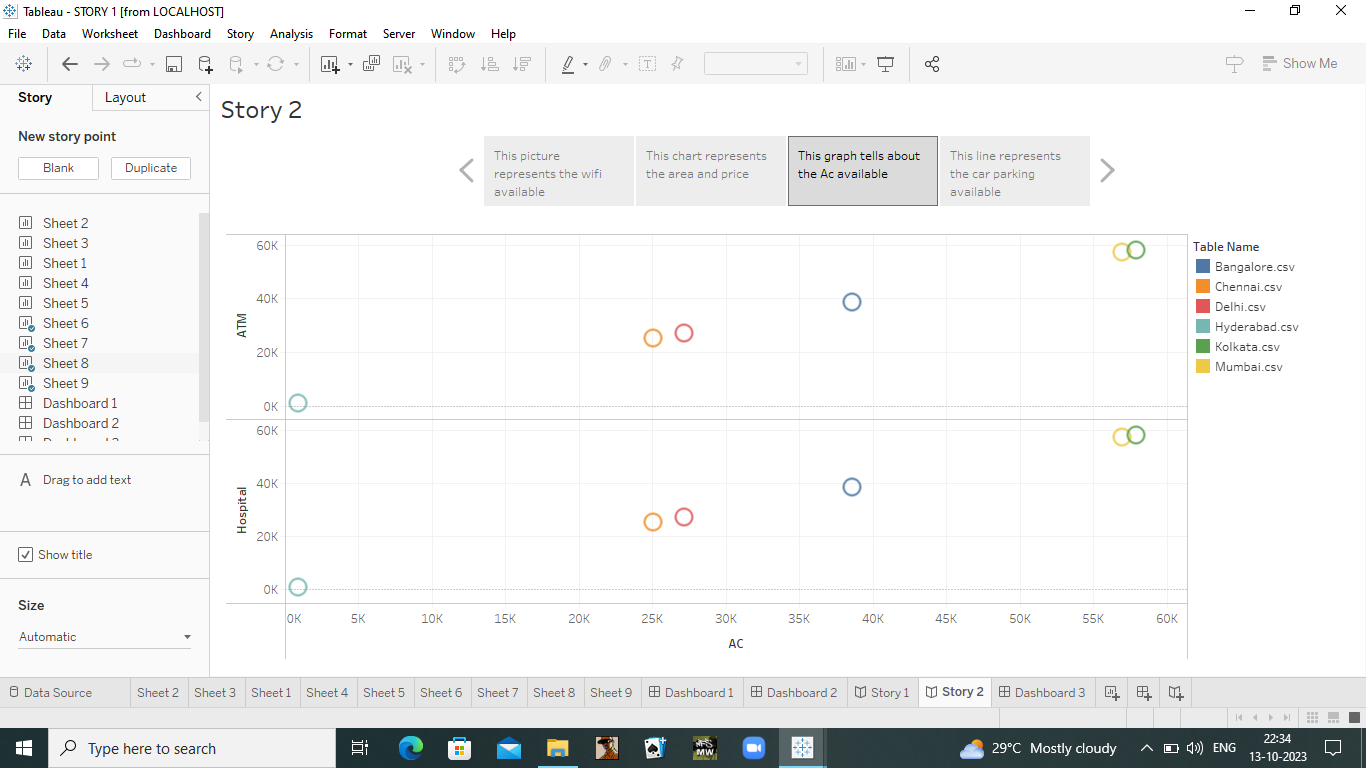 Tableau - STORY 1 [from LOCALHOST]
File Data Worksheet Dashboard Story Analysis Format Server Window Help
Show Me
Story Layout
New story point
Blank Duplicate
Sheet 2
Sheet 3
Sheet 1
Sheet 4
Sheet 5
Sheet 6
Sheet 7
Sheet 8
Sheet 9
Dashboard 1
Dashboard 2
A Drag to add text
Show title
Size
Automatic
Story 2
This picture
represents the wifi
available
This chart represents
the area and price
This graph tells about
the Ac available
This line represents
the car parking
available
60K
40K
20K
0K
ATM
60K
40K
20K
0K
Hospital
0K 5K 10K 15K 20K 25K 30K 35K 40K 45K 50K 55K 60K
AC
Table Name
Bangalore.csv
Chennai.csv
Delhi.csv
Hyderabad.csv
Kolkata.csv
Mumbai.csv
Data Source Sheet 2 Sheet 3 Sheet 1 Sheet 4 Sheet 5 Sheet 6 Sheet 7 Sheet 8 Sheet 9 Dashboard 1 Dashboard 2 Story 1 Story 2 Dashboard 3
Type here to search
MW
29°C Mostly cloudy
ENG
22:34
13-10-2023